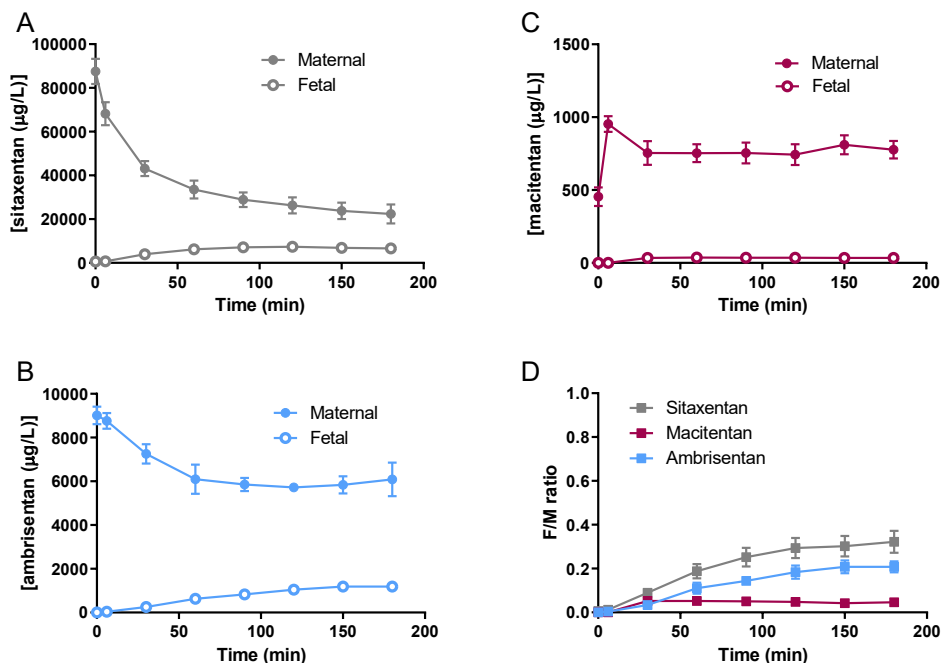 A
[sitaxentan (µg/L)]
100000
80000
60000
40000
20000
0
Maternal
Fetal
0 50 100 150 200
Time (min)
C
[macitentan (µg/L)]
1500
1000
500
0
Maternal
Fetal
0 50 100 150 200
Time (min)
B
[ambrisentan (µg/L)]
10000
8000
6000
4000
2000
0
Maternal
Fetal
0 50 100 150 200
Time (min)
D
F/M ratio
1.0
0.8
0.6
0.4
0.2
0.0
Sitaxentan
Macitentan
Ambrisentan
0 50 100 150 200
Time (min)